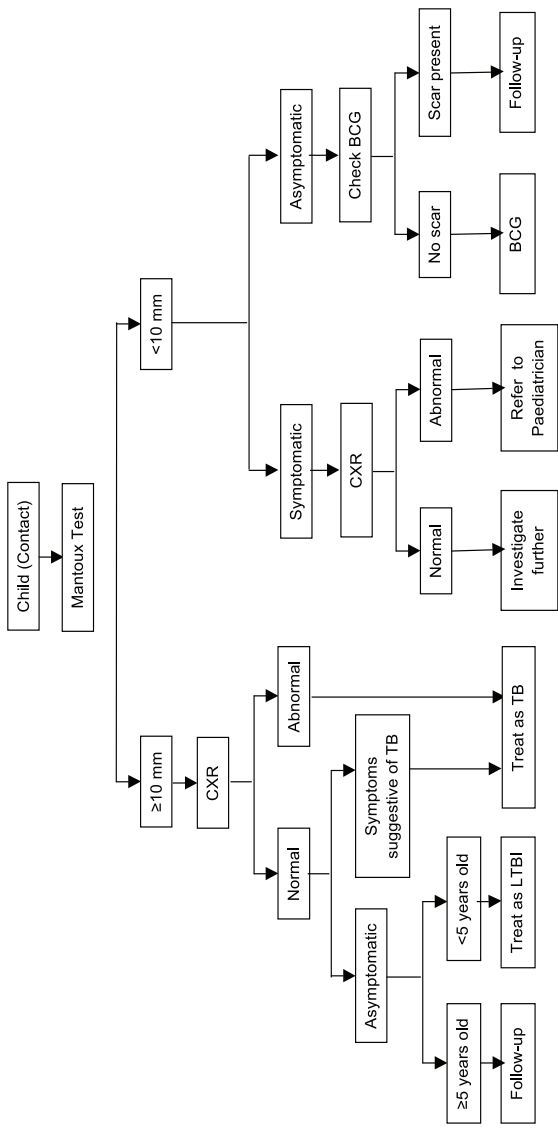 Child (Contact)
Mantoux Test
≥10 mm
<10 mm
CXR
Normal
Abnormal
Asymptomatic
Symptoms
suggestive of TB
≥5 years old
<5 years old
Follow-up
Treat as LTBI
Treat as TB
Symptomatic
Asymptomatic
CXR
Check BCG
Normal
Abnormal
No scar
Scar present
Investigate
further
Refer to
Paediatrician
BCG
Follow-up